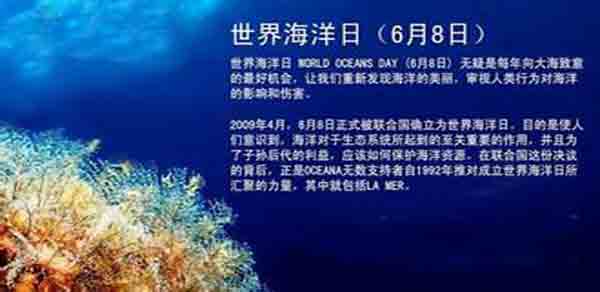 世界海洋日（6月8日）
世界海洋日 WORLD OCEANS DAY (6月8日) 无疑是每年向大海致意
的最好机会，让我们重新发现海洋的美丽，审视人类行为对海洋
的影响和伤害。
2009年4月，6月8日正式被联合国确立为世界海洋日。目的是使人
们意识到，海洋对于生态系统所起到的至关重要的作用，并且为
了子孙后代的利益，应该如何保护海洋资源。在联合国这份决议
的背后，正是OCEANA无数支持者自1992年推对成立世界海洋日所
汇聚的力量，其中就包括LA MER.